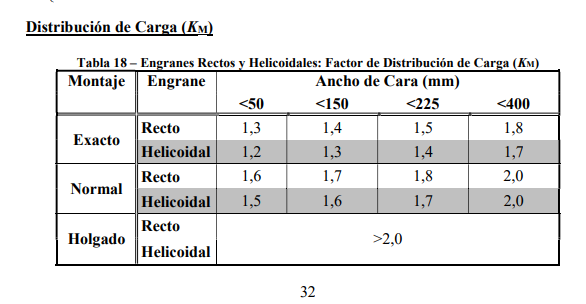 Distribución de Carga (KM)
Tabla 18 – Engranes Rectos y Helicoidales: Factor de Distribución de Carga (KM)
Montaje Engrane Ancho de Cara (mm)
<50 <150 <225 <400
Exacto Recto 1,3 1,4 1,5 1,8
Helicoidal 1,2 1,3 1,4 1,7
Normal Recto 1,6 1,7 1,8 2,0
Helicoidal 1,5 1,6 1,7 2,0
Holgado Recto >2,0
Helicoidal
32